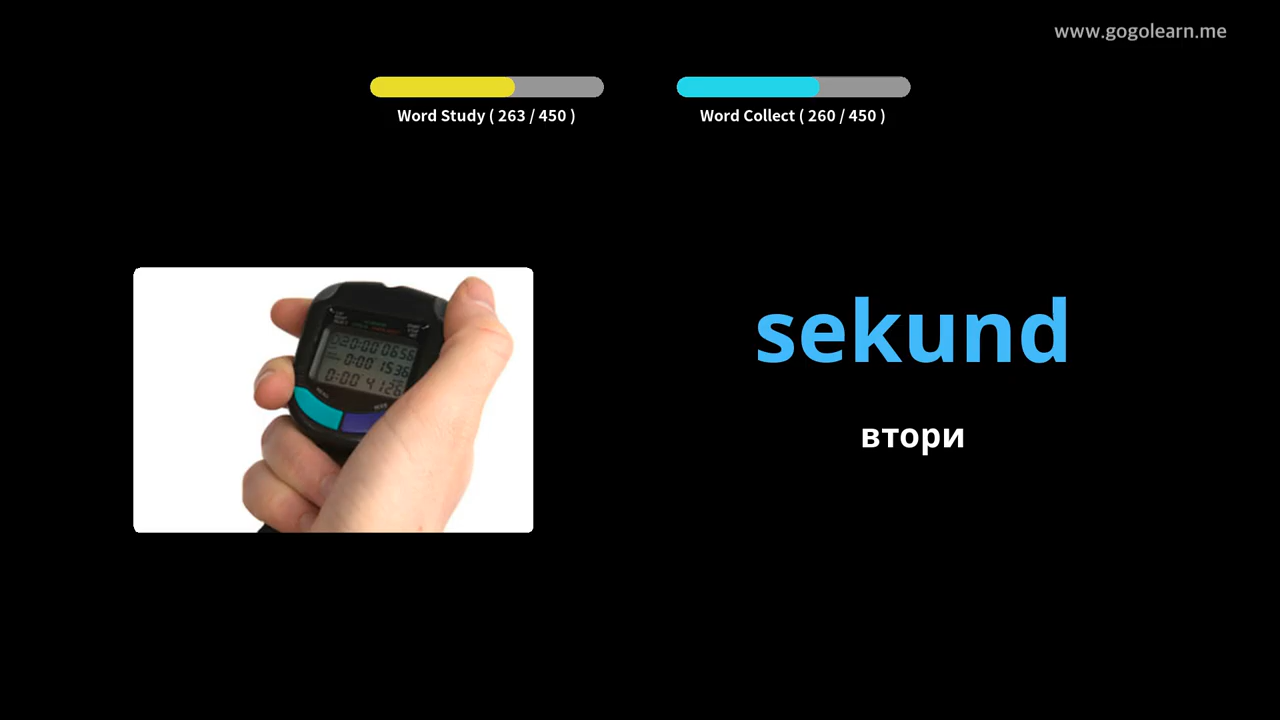 www.gogolearn.me
Word Study ( 263 / 450 )
Word Collect ( 260 / 450 )
sekund
втори